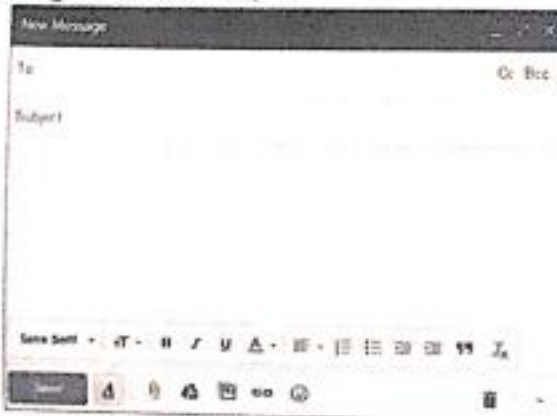 New Message
To Cc Bcc
Subject
Sans Serif T B I U A
Send A